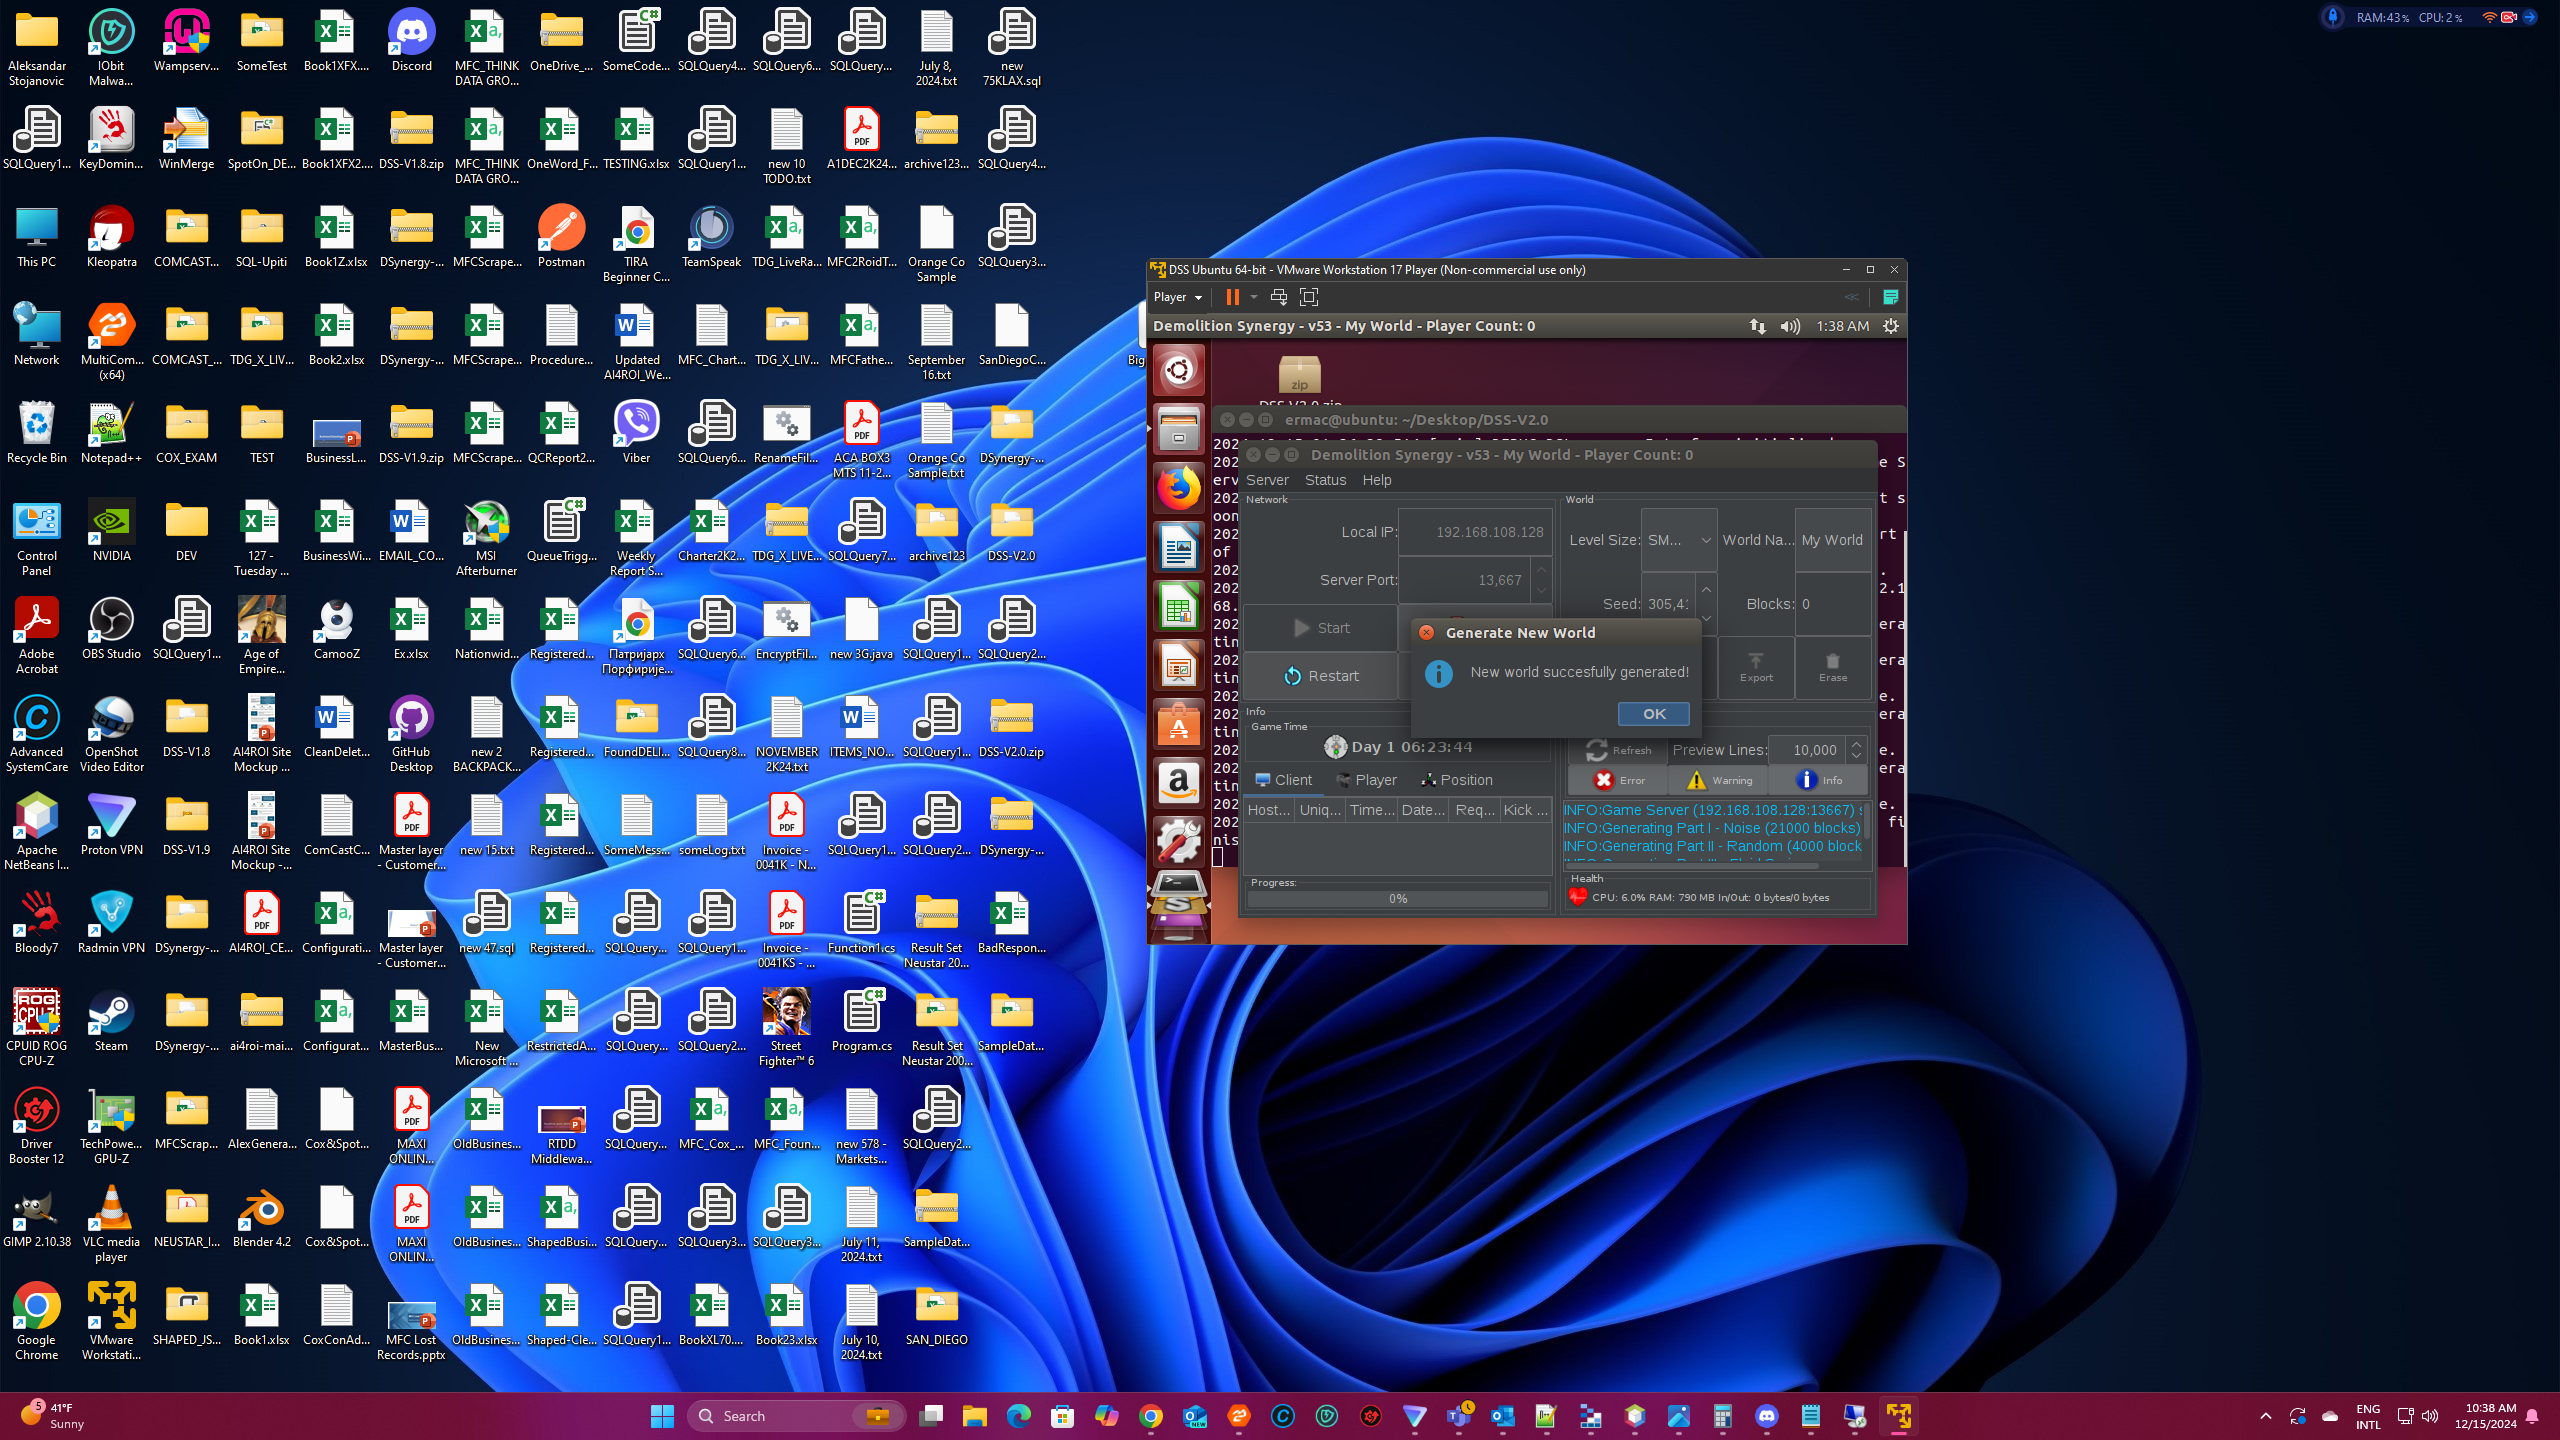 Aleksandar Stojanovic
IObit Malwa...
Wampserv...
SomeTest
Book1XFX....
Discord
MFC_THINK DATA GRO...
OneDrive_...
SomeCode...
SQLQuery4...
SQLQuery6...
SQLQuery...
July 8, 2024.txt
new 75KLAX.sql
SQLQuery1...
KeyDomin...
WinMerge
SpotOn_DE...
Book1XFX2....
DSS-V1.8.zip
MFC_THINK DATA GRO...
OneWord_F...
TESTING.xlsx
SQLQuery1...
new 10 TODO.txt
A1DEC2K24...
archive123...
SQLQuery4...
This PC
Kleopatra
COMCAST...
SQL-Upiti
Book1Z.xlsx
DSynergy-...
MFCScrape...
Postman
TIRA Beginner C...
TeamSpeak
TDG_LiveRa...
MFC2RoidT...
Orange Co Sample
SQLQuery3...
Network
MultiCom... (x64)
COMCAST_...
TDG_X_LIV...
Book2.xlsx
DSynergy-...
MFCScrape...
Procedure...
Updated AI4ROI_We...
MFC_Chart...
TDG_X_LIV...
MFCFathe...
September 16.txt
SanDiegoC...
Big
Recycle Bin
Notepad++
COX_EXAM
TEST
BusinessL...
DSS-V1.9.zip
MFCScrape...
QCReport2...
Viber
SQLQuery6...
RenameFil...
ACA BOX3 MTS 11-2...
Orange Co Sample.txt
DSynergy-...
Control Panel
NVIDIA
DEV
127 - Tuesday ...
BusinessWi...
EMAIL_CO...
MSI Afterburner
QueueTrigg...
Weekly Report S...
Charter2K2...
TDG_X_LIVE...
SQLQuery7...
archive123
DSS-V2.0
Adobe Acrobat
OBS Studio
SQLQuery1...
Age of Empire...
CamooZ
Ex.xlsx
Nationwid...
Registered...
Патријарх Порфирије...
SQLQuery6...
EncryptFil...
new 3G.java
SQLQuery1...
SQLQuery2...
Advanced SystemCare
OpenShot Video Editor
DSS-V1.8
AI4ROI Site Mockup ...
CleanDelet...
GitHub Desktop
new 2 BACKPACK...
Registered...
FoundDELI...
SQLQuery8...
NOVEMBER 2K24.txt
ITEMS_NO...
SQLQuery1...
DSS-V2.0.zip
Apache NetBeans I...
Proton VPN
DSS-V1.9
AI4ROI Site Mockup -...
ComCastC...
Master layer - Customer...
new 15.txt
Registered...
SomeMess...
someLog.txt
Invoice - 0041K - N...
SQLQuery1...
SQLQuery2...
DSynergy-...
Bloody7
Radmin VPN
DSynergy-...
AI4ROI_CE...
Configurati...
Master layer - Customer...
new 47.sql
Registered...
SQLQuery...
SQLQuery1...
Invoice - 0041KS - ...
Function1.cs
Result Set Neustar 20...
BadRespon...
CPUID ROG CPU-Z
Steam
DSynergy-...
ai4roi-mai...
Configurat...
MasterBus...
New Microsoft ...
RestrictedA...
SQLQuery...
SQLQuery2...
Street Fighter™ 6
Program.cs
Result Set Neustar 200...
SampleDat...
Driver Booster 12
TechPowe... GPU-Z
MFCScrap...
AlexGenera...
Cox&Spot...
MAXI ONLIN...
OldBusines...
RTDD Middlewa...
SQLQuery...
MFC_Cox_...
MFC_Foun...
new 578 - Markets...
SQLQuery2...
GIMP 2.10.38
VLC media player
NEUSTAR_I...
Blender 4.2
Cox&Spot...
MAXI ONLIN...
OldBusines...
ShapedBusi...
SQLQuery...
SQLQuery3...
SQLQuery3...
July 11, 2024.txt
SampleDat...
Google Chrome
VMware Workstati...
SHAPED_JS...
Book1.xlsx
CoxConAd...
MFC Lost Records.pptx
OldBusines...
Shaped-Cle...
SQLQuery1...
BookXL70....
Book23.xlsx
July 10, 2024.txt
SAN_DIEGO
RAM:43% CPU:2%
DSS Ubuntu 64-bit - VMware Workstation 17 Player (Non-commercial use only)
Player
Demolition Synergy - v53 - My World - Player Count: 0
1:38 AM
zip
ermac@ubuntu: ~/Desktop/DSS-V2.0
Demolition Synergy - v53 - My World - Player Count: 0
Server Status Help
Network
Local IP: 192.168.108.128
Server Port: 13,667
Start
Restart
World
Level Size: SM... World Na... My World
Seed: 305,41 Blocks: 0
Export
Erase
Generate New World
New world succesfully generated!
OK
Info
Game Time
Day 1 06:23:44
Client Player Position
Host... Uniq... Time... Date... Req... Kick ...
Progress:
0%
Refresh Preview Lines: 10,000
Error Warning Info
INFO:Game Server (192.168.108.128:13667) s
INFO:Generating Part I - Noise (21000 blocks)
INFO:Generating Part II - Random (4000 block
Health
CPU: 6.0% RAM: 790 MB In/Out: 0 bytes/0 bytes
5
41°F
Sunny
Search
ENG
INTL
10:38 AM
12/15/2024